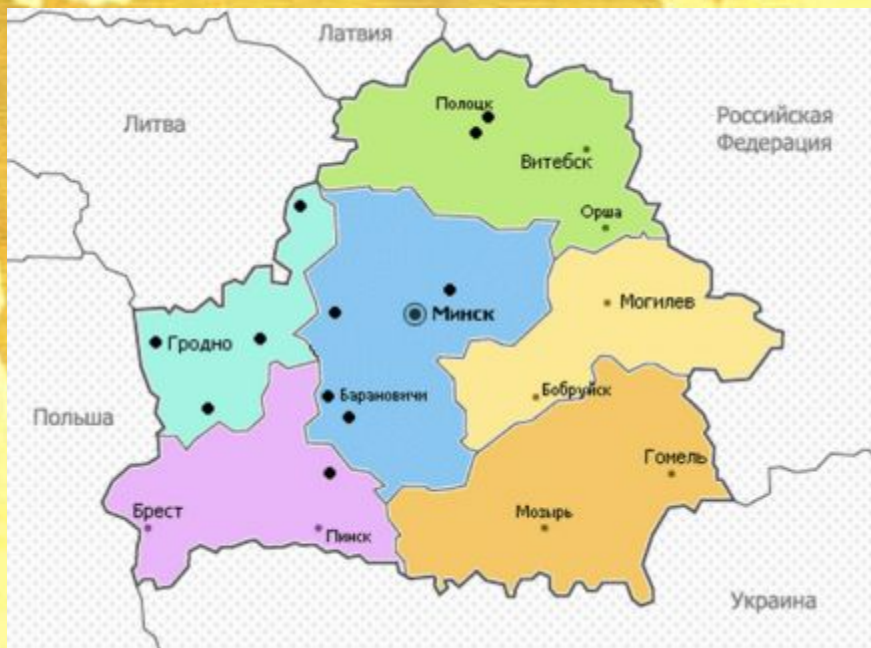 Латвия
Литва
Российская
Федерация
Полоцк
Витебск
Орша
Минск
Могилев
Гродно
Барановичи
Бобруйск
Польша
Гомель
Брест
Пинск
Мозырь
Украина